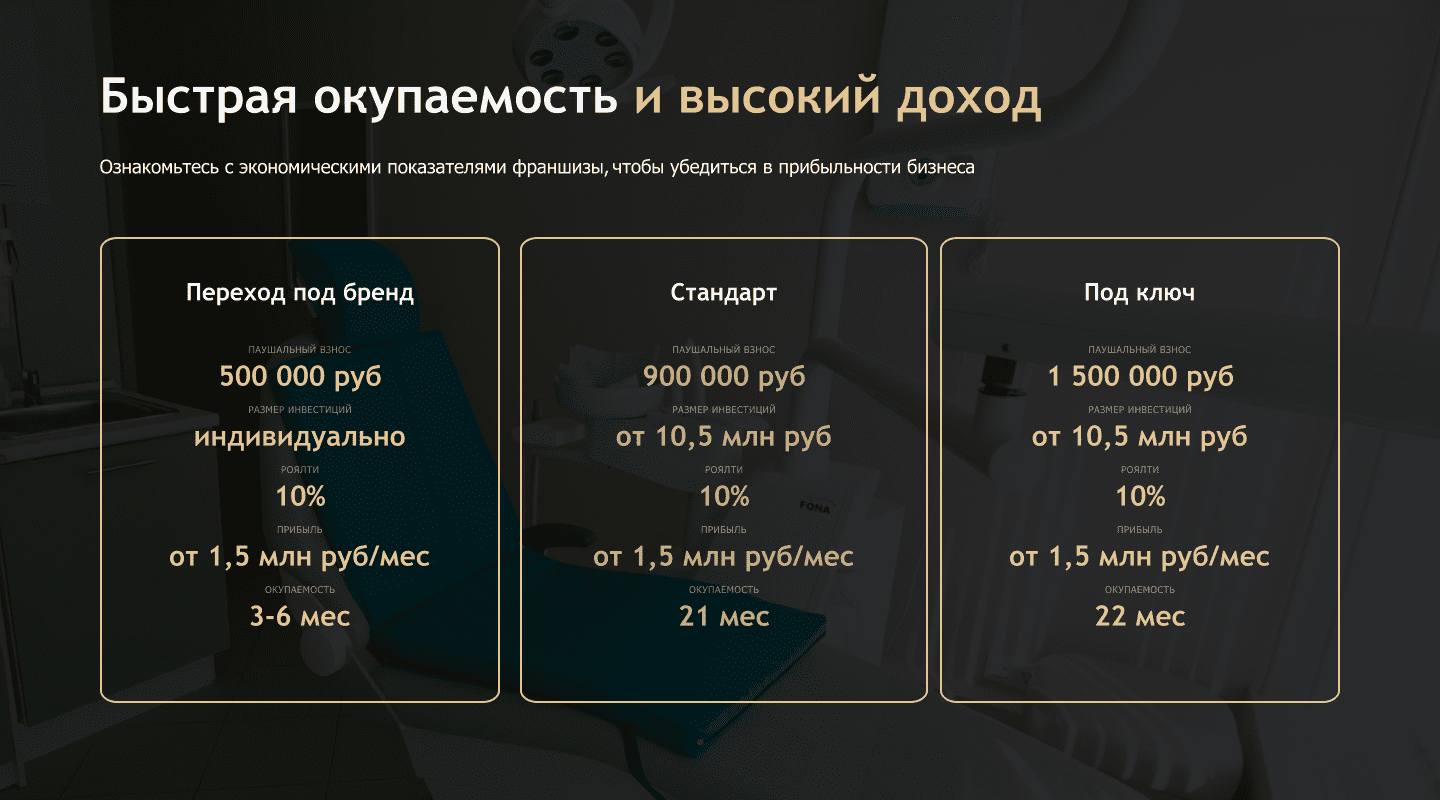 Быстрая окупаемость и высокий доход
Ознакомьтесь с экономическими показателями франшизы, чтобы убедиться в прибыльности бизнеса
Переход под бренд
ПАУШАЛЬНЫЙ ВЗНОС
500 000 руб
РАЗМЕР ИНВЕСТИЦИЙ
индивидуально
РОЯЛТИ
10%
ПРИБЫЛЬ
от 1,5 млн руб/мес
ОКУПАЕМОСТЬ
3-6 мес
Стандарт
ПАУШАЛЬНЫЙ ВЗНОС
900 000 руб
РАЗМЕР ИНВЕСТИЦИЙ
от 10,5 млн руб
РОЯЛТИ
10%
ПРИБЫЛЬ
от 1,5 млн руб/мес
ОКУПАЕМОСТЬ
21 мес
Под ключ
ПАУШАЛЬНЫЙ ВЗНОС
1 500 000 руб
РАЗМЕР ИНВЕСТИЦИЙ
от 10,5 млн руб
РОЯЛТИ
10%
ПРИБЫЛЬ
от 1,5 млн руб/мес
ОКУПАЕМОСТЬ
22 мес
FONA